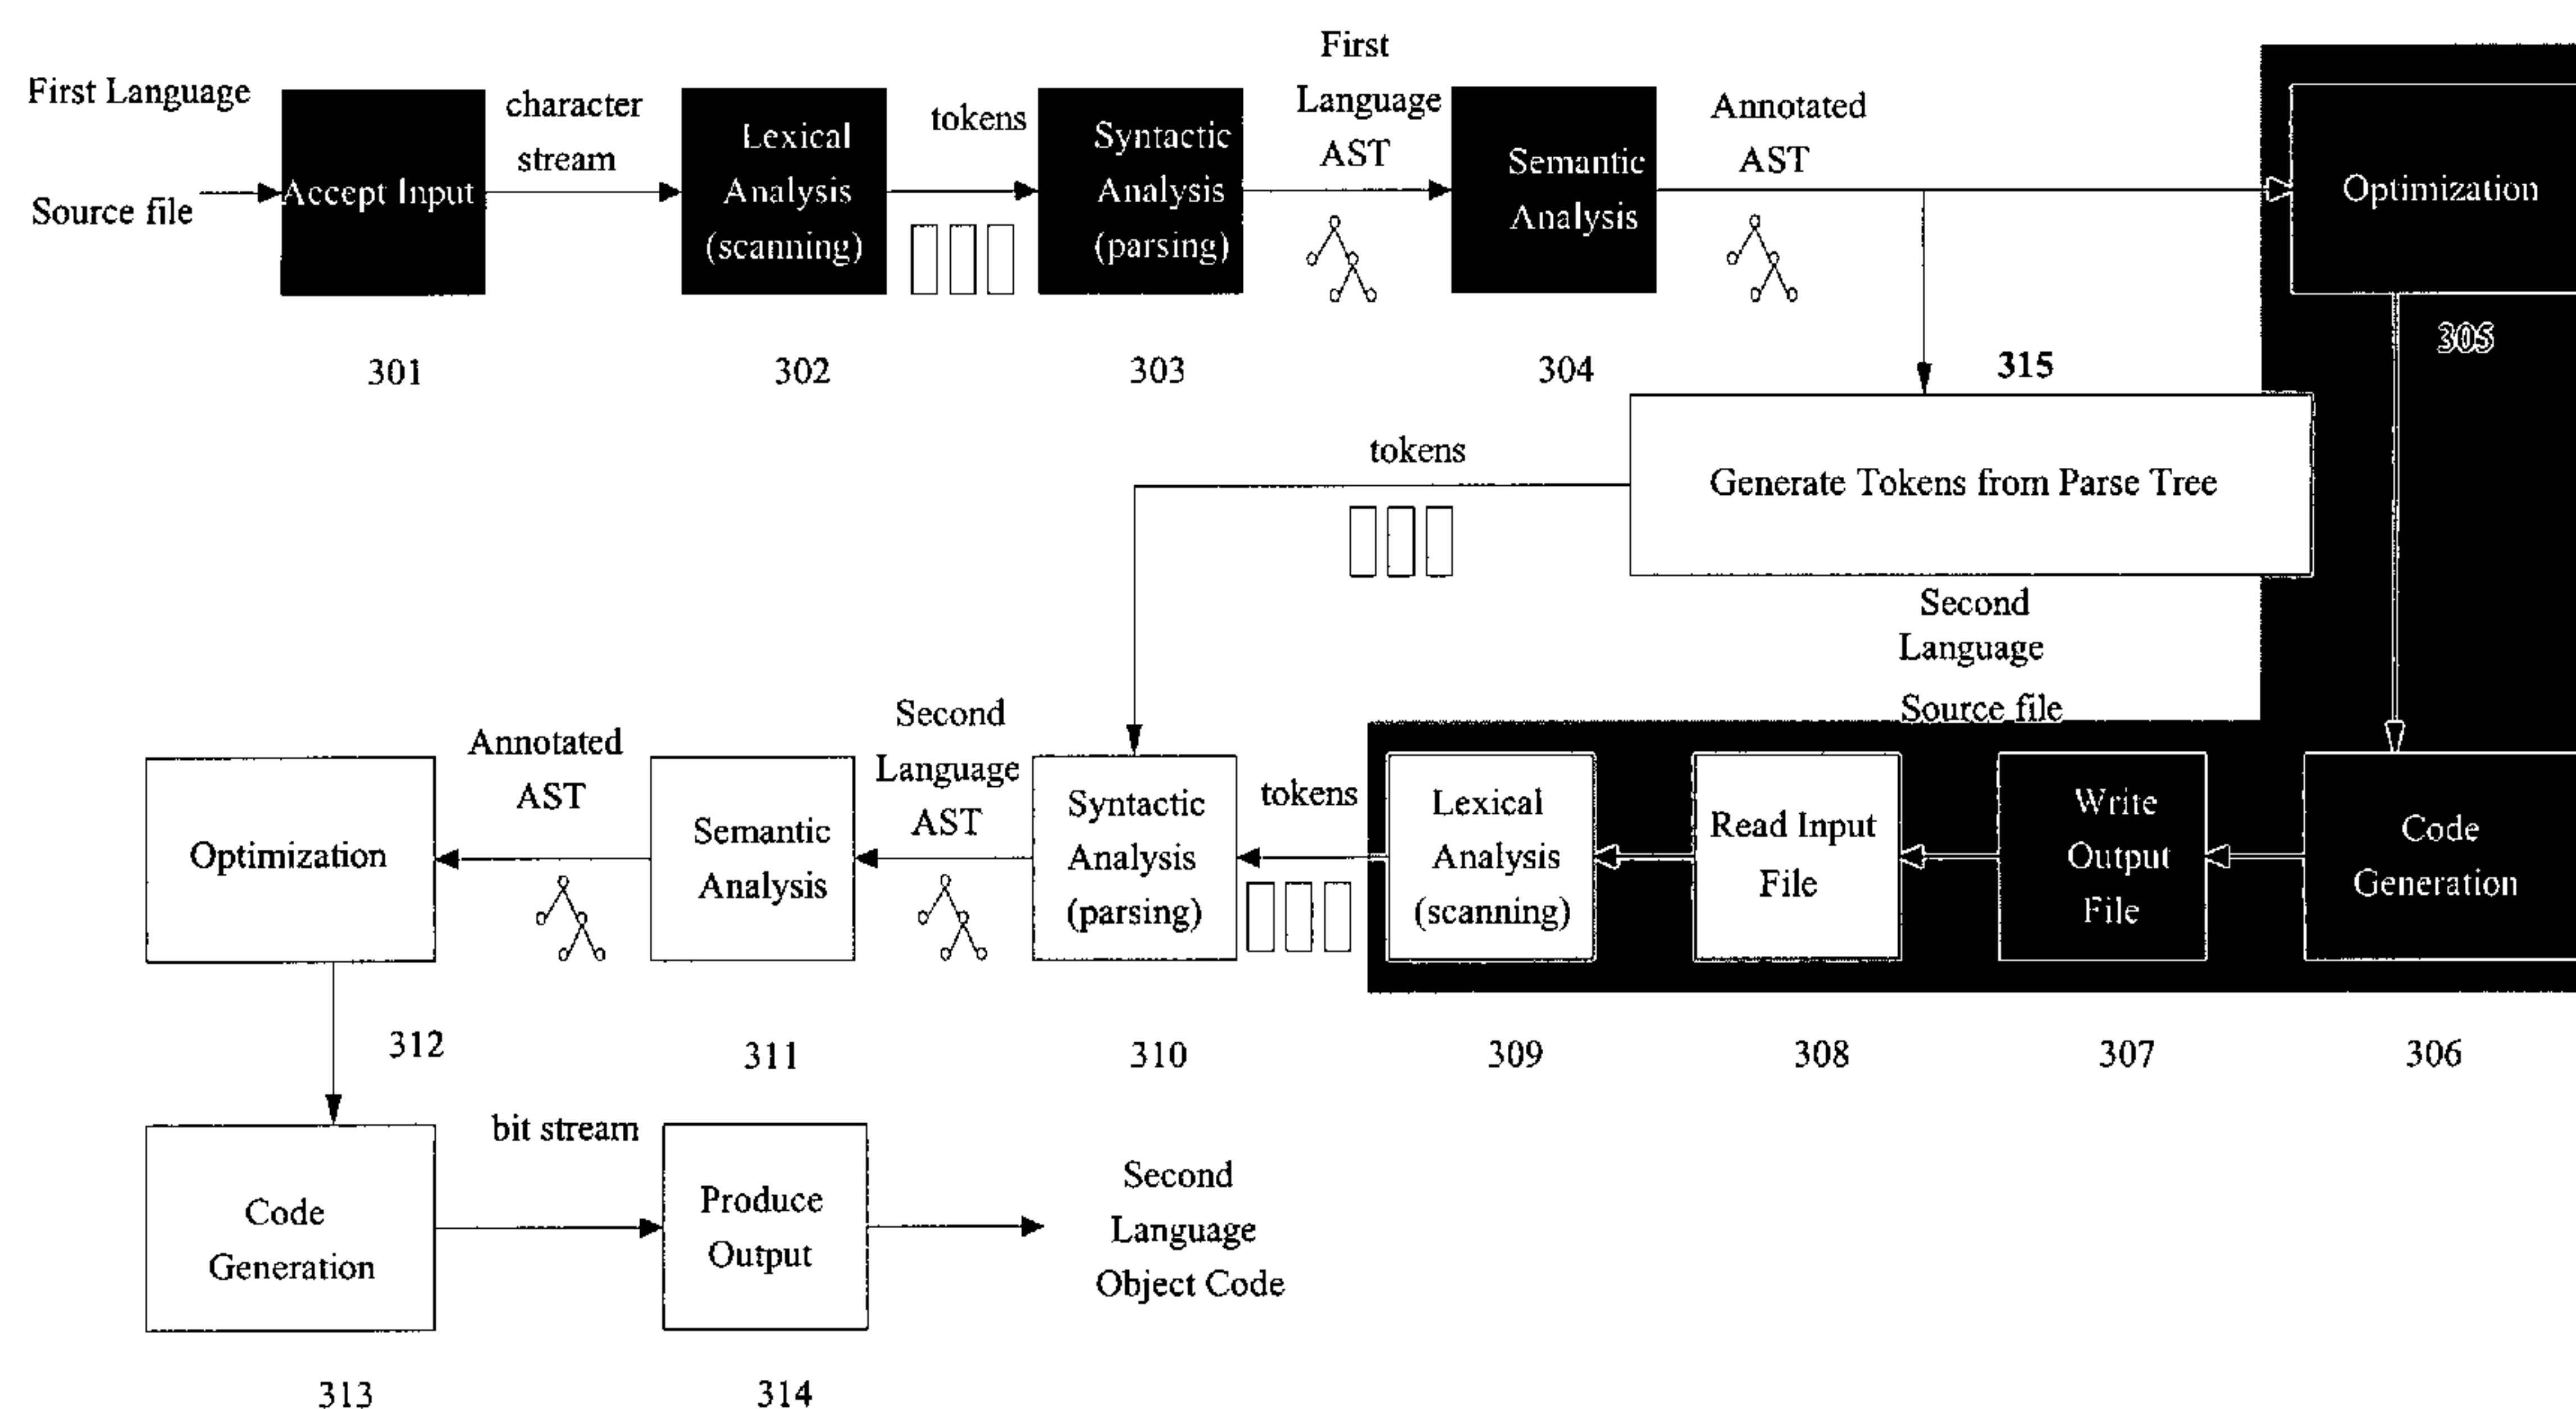 First Language
Source file
Accept Input
301
character
stream
Lexical
Analysis
(scanning)
302
tokens
Syntactic
Analysis
(parsing)
303
First
Language
AST
Semantic
Analysis
304
Annotated
AST
Optimization
305
315
Generate Tokens from Parse Tree
tokens
Second
Language
Source file
Code
Generation
306
Write
Output
File
307
Read Input
File
308
Lexical
Analysis
(scanning)
309
tokens
Syntactic
Analysis
(parsing)
310
Second
Language
AST
Semantic
Analysis
311
Annotated
AST
Optimization
312
Code
Generation
313
bit stream
Produce
Output
314
Second
Language
Object Code